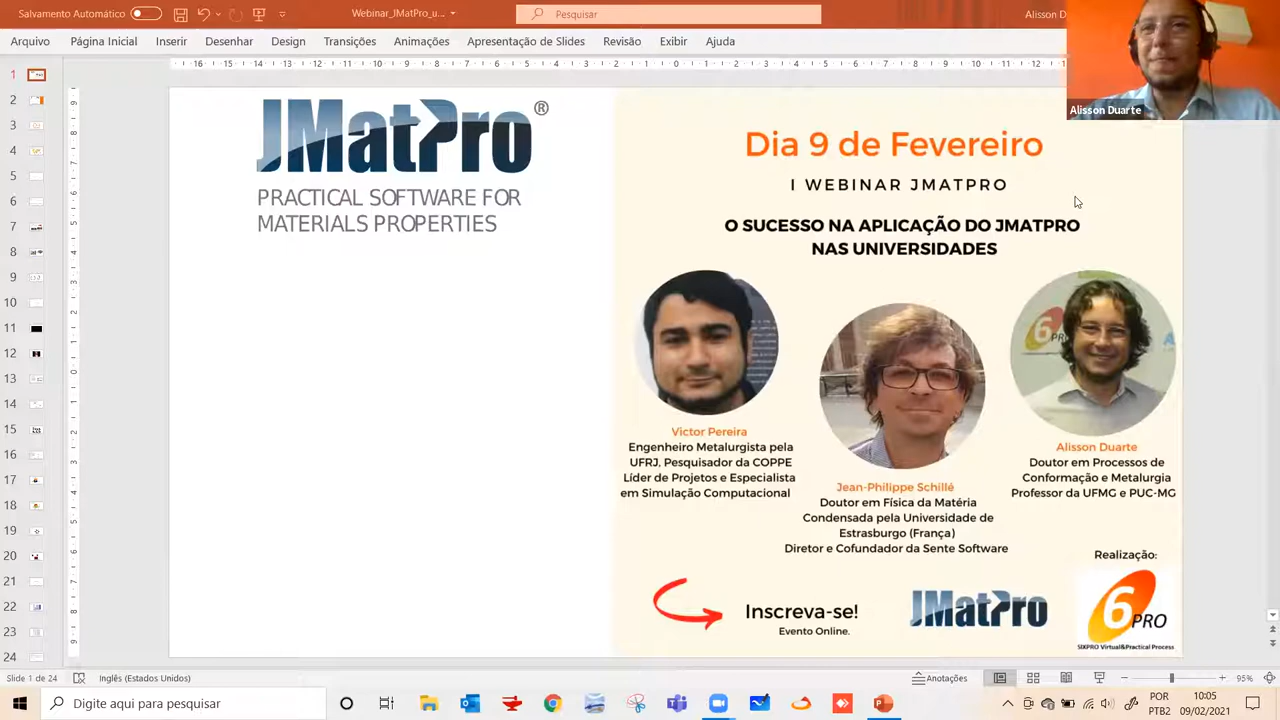 Salvamento Automático
Webinar_JMatPro_u...
Pesquisar
Alisson D
Arquivo
Página Inicial
Inserir
Desenhar
Design
Transições
Animações
Apresentação de Slides
Revisão
Exibir
Ajuda
Alisson Duarte
JMatPro®
PRACTICAL SOFTWARE FOR
MATERIALS PROPERTIES
Dia 9 de Fevereiro
I WEBINAR JMATPRO
O SUCESSO NA APLICAÇÃO DO JMATPRO
NAS UNIVERSIDADES
Victor Pereira
Engenheiro Metalurgista pela
UFRJ, Pesquisador da COPPE
Líder de Projetos e Especialista
em Simulação Computacional
Jean-Philippe Schillé
Doutor em Física da Matéria
Condensada pela Universidade de
Estrasburgo (França)
Diretor e Cofundador da Sente Software
Alisson Duarte
Doutor em Processos de
Conformação e Metalurgia
Professor da UFMG e PUC-MG
Inscreva-se!
Evento Online.
JMatPro
Realização:
6PRO
SIXPRO Virtual&Practical Process
Slide 1 de 24
Inglês (Estados Unidos)
Anotações
95%
Digite aqui para pesquisar
POR
PTB2
10:05
09/02/2021